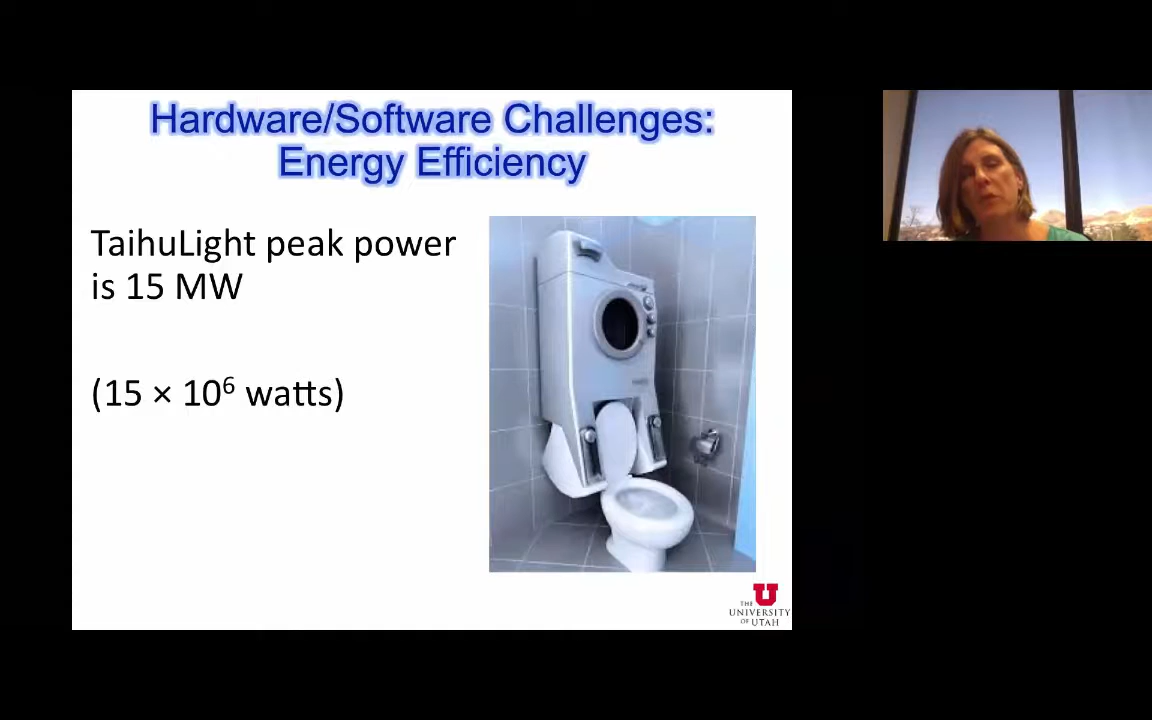 Hardware/Software Challenges:
Energy Efficiency
TaihuLight peak power
is 15 MW
(15 × 10⁶ watts)
THE
UNIVERSITY
OF UTAH